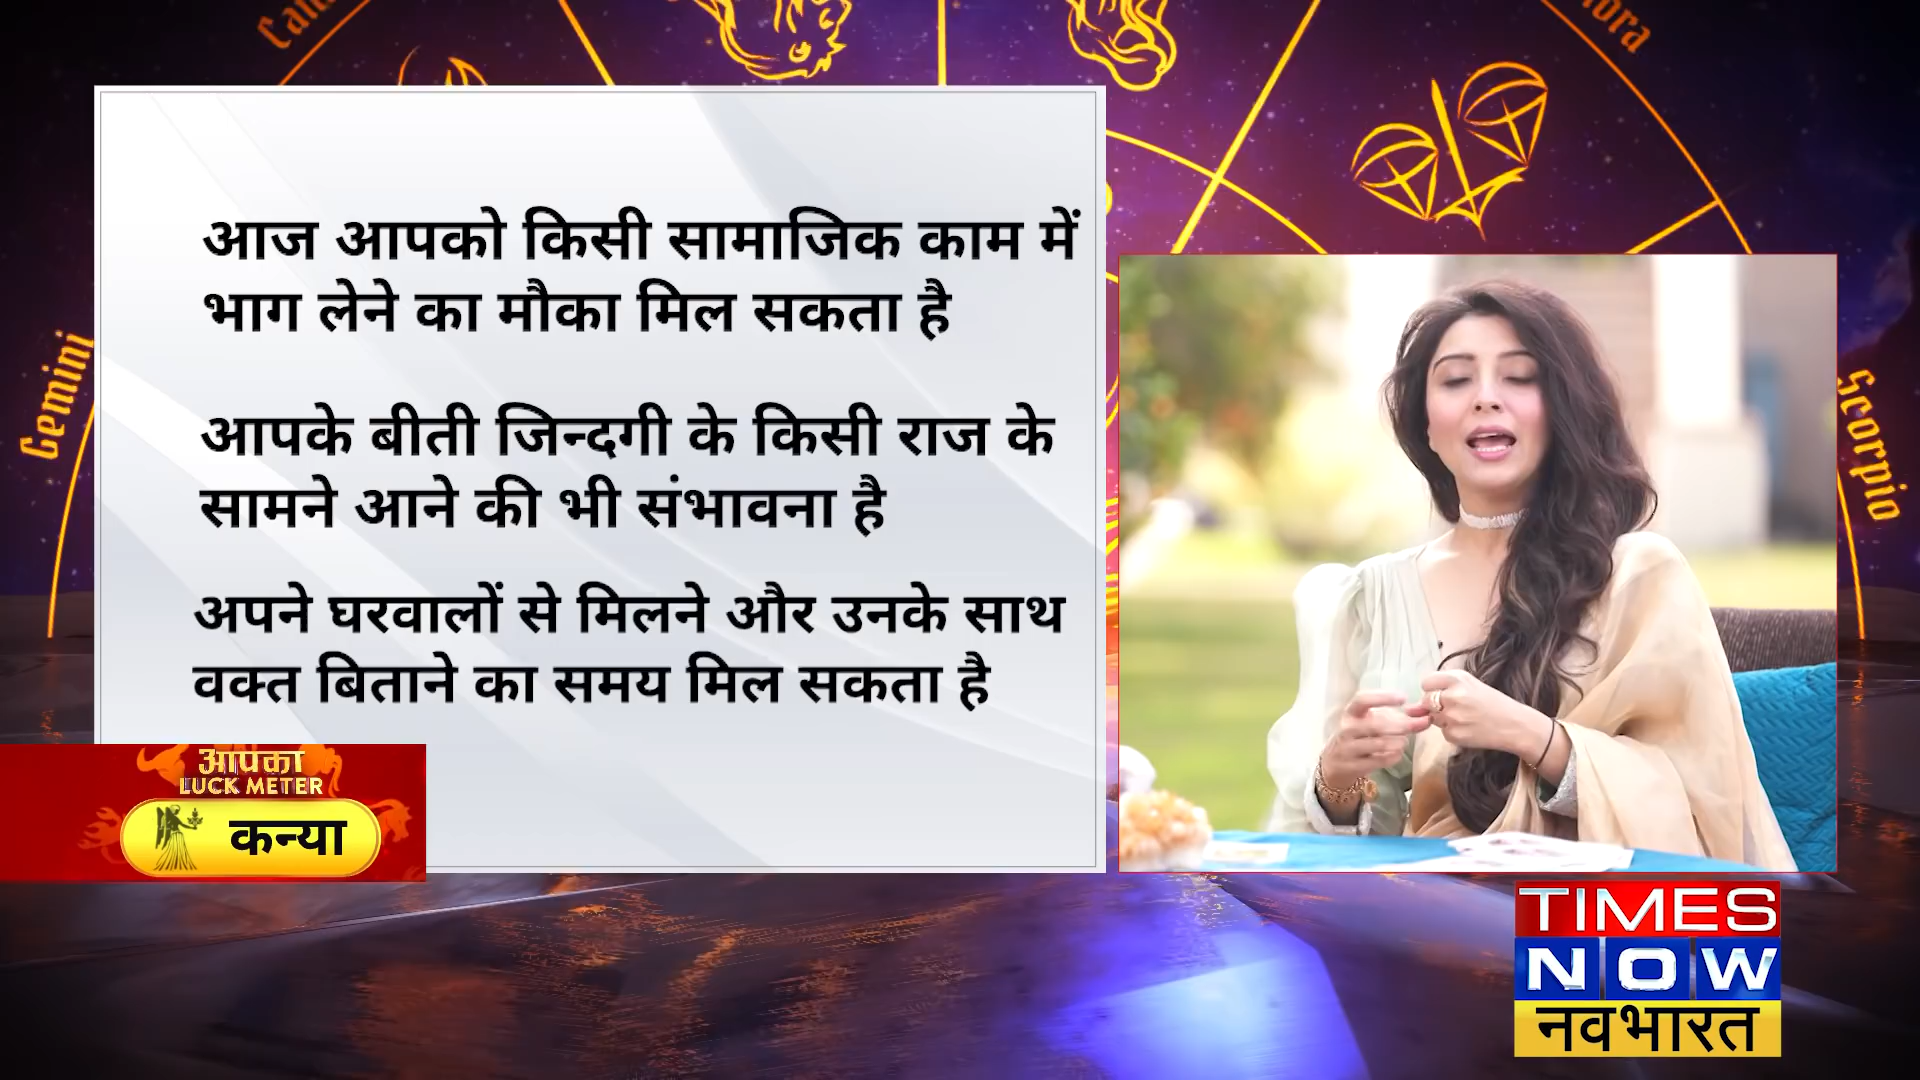 आज आपको किसी सामाजिक काम में
भाग लेने का मौका मिल सकता है
आपके बीती जिन्दगी के किसी राज के
सामने आने की भी संभावना है
अपने घरवालों से मिलने और उनके साथ
वक्त बिताने का समय मिल सकता है
आपका
LUCK METER
कन्या
Gemini
Scorpio
TIMES
NOW
नवभारत